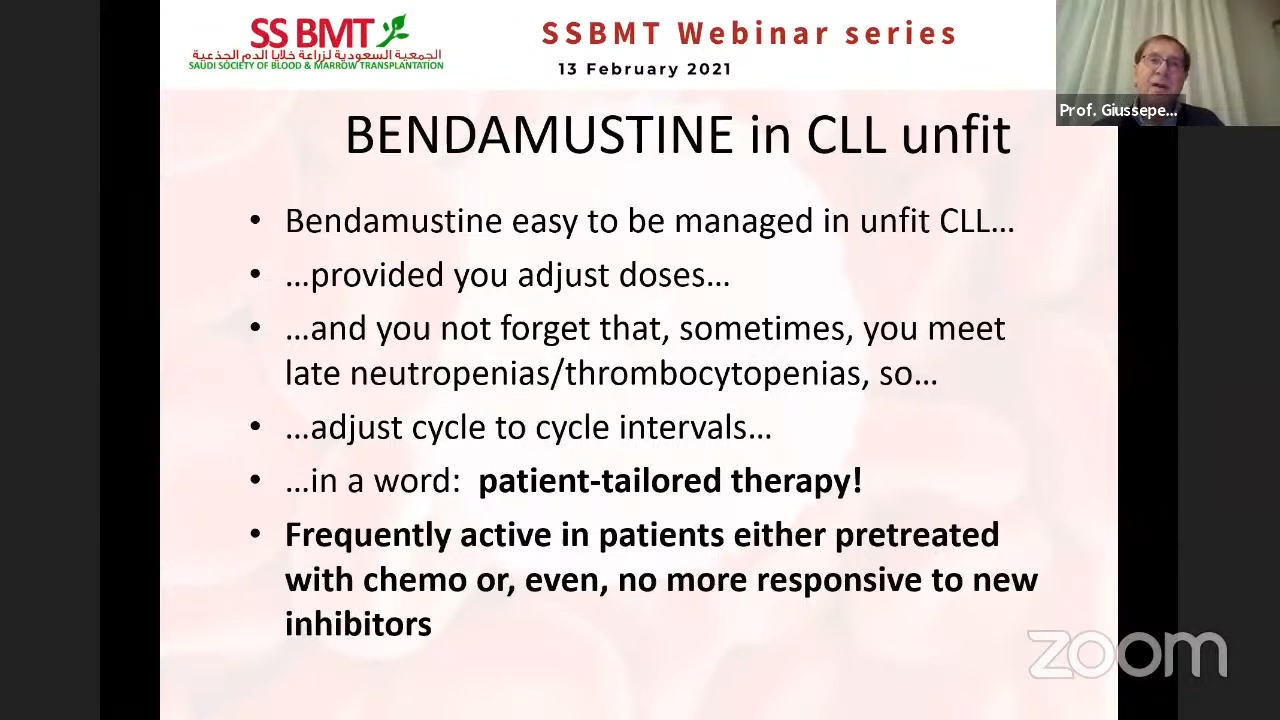 SS BMT
الجمعية السعودية لزراعة خلايا الدم الجذعية
SAUDI SOCIETY OF BLOOD & MARROW TRANSPLANTATION
SSBMT Webinar series
13 February 2021
Prof. Giussepe...
BENDAMUSTINE in CLL unfit
• Bendamustine easy to be managed in unfit CLL…
• …provided you adjust doses…
• …and you not forget that, sometimes, you meet
late neutropenias/thrombocytopenias, so…
• …adjust cycle to cycle intervals…
• …in a word: patient-tailored therapy!
• Frequently active in patients either pretreated
with chemo or, even, no more responsive to new
inhibitors
zoom